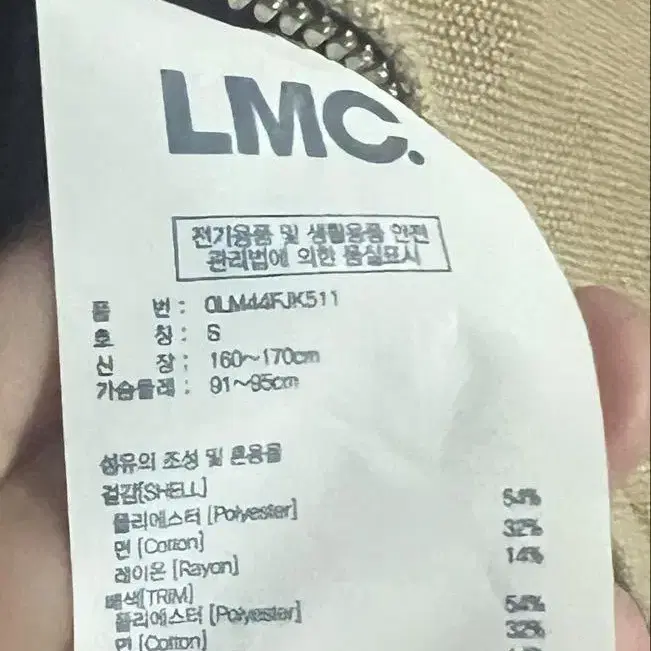 LMC.
전기용품 및 생활용품 안전
관리법에 의한 품질표시
품 번 : 0LM44FJK511
호 칭 : S
신 장 : 160~170cm
가슴둘레 : 91~95cm
섬유의 조성 및 혼용율
겉감[SHELL]
폴리에스터 [Polyester] 54%
면 [Cotton] 32%
레이온 [Rayon] 14%
배색[TRIM]
폴리에스터 [Polyester] 54%
면 [Cotton] 32%